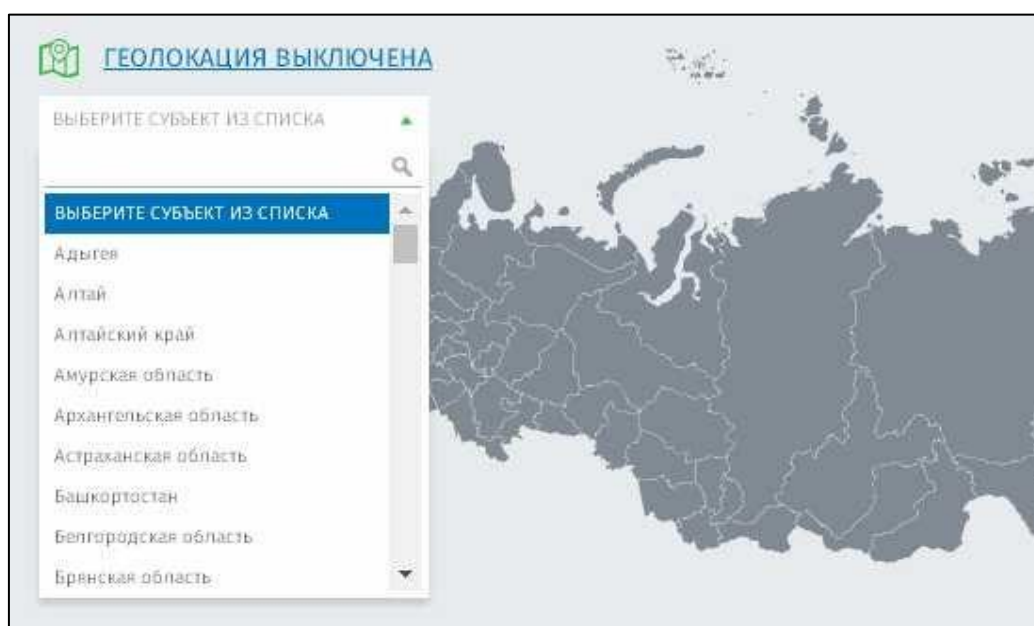 ГЕОЛОКАЦИЯ ВЫКЛЮЧЕНА
ВЫБЕРИТЕ СУБЪЕКТ ИЗ СПИСКА
ВЫБЕРИТЕ СУБЪЕКТ ИЗ СПИСКА
Адыгея
Алтай
Алтайский край
Амурская область
Архангельская область
Астраханская область
Башкортостан
Белгородская область
Брянская область